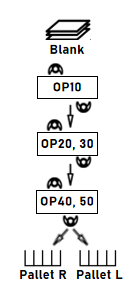 Blank
OP10
OP20, 30
OP40, 50
Pallet R Pallet L